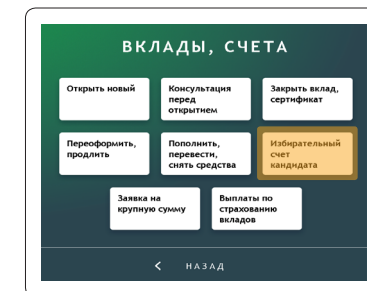 ВКЛАДЫ, СЧЕТА
Открыть новый
Консультация
перед
открытием
Закрыть вклад,
сертификат
Переоформить,
продлить
Пополнить,
перевести,
снять средства
Избирательный
счет
кандидата
Заявка на
крупную сумму
Выплаты по
страхованию
вкладов
< НАЗАД